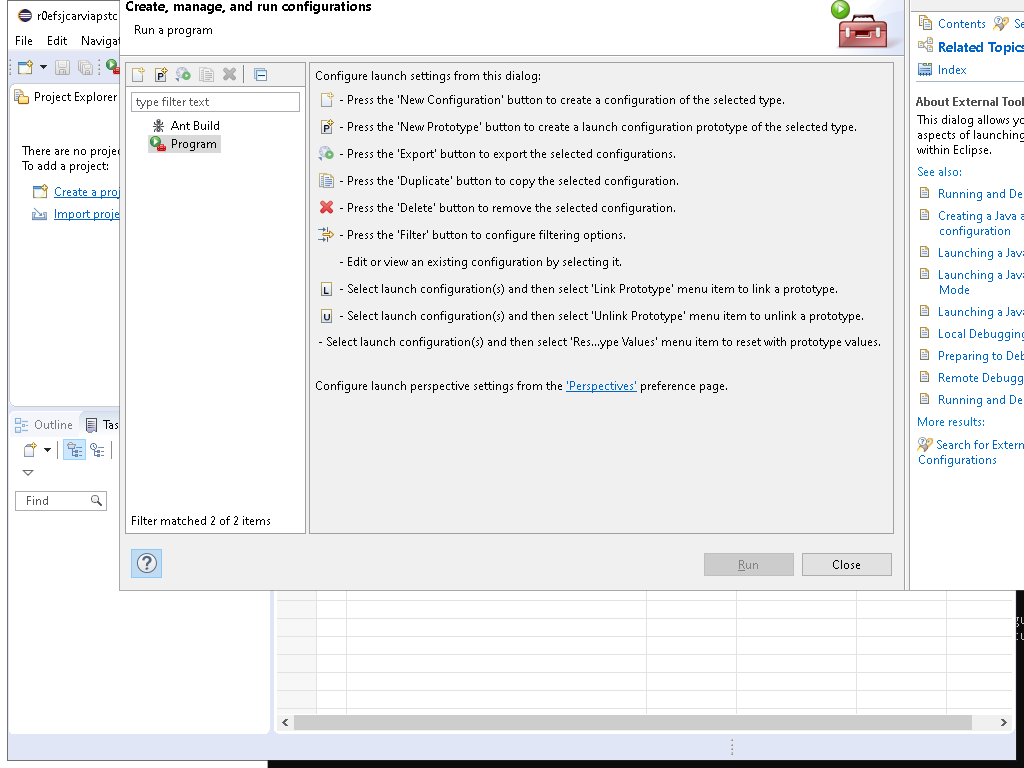 r0efsjcarviapstc
File Edit Navigat
Project Explorer
There are no projec
To add a project:
Create a proj
Import proje
Outline
Tas
Find
Create, manage, and run configurations
Run a program
type filter text
Ant Build
Program
Filter matched 2 of 2 items
Configure launch settings from this dialog:
- Press the 'New Configuration' button to create a configuration of the selected type.
- Press the 'New Prototype' button to create a launch configuration prototype of the selected type.
- Press the 'Export' button to export the selected configurations.
- Press the 'Duplicate' button to copy the selected configuration.
- Press the 'Delete' button to remove the selected configuration.
- Press the 'Filter' button to configure filtering options.
- Edit or view an existing configuration by selecting it.
- Select launch configuration(s) and then select 'Link Prototype' menu item to link a prototype.
- Select launch configuration(s) and then select 'Unlink Prototype' menu item to unlink a prototype.
- Select launch configuration(s) and then select 'Res...ype Values' menu item to reset with prototype values.
Configure launch perspective settings from the 'Perspectives' preference page.
Run
Close
Contents
Se
Related Topics
Index
About External Tool
This dialog allows yo
aspects of launching
within Eclipse.
See also:
Running and De
Creating a Java a
configuration
Launching a Java
Launching a Java
Mode
Launching a Java
Local Debugging
Preparing to Deb
Remote Debugg
Running and De
More results:
Search for Extern
Configurations